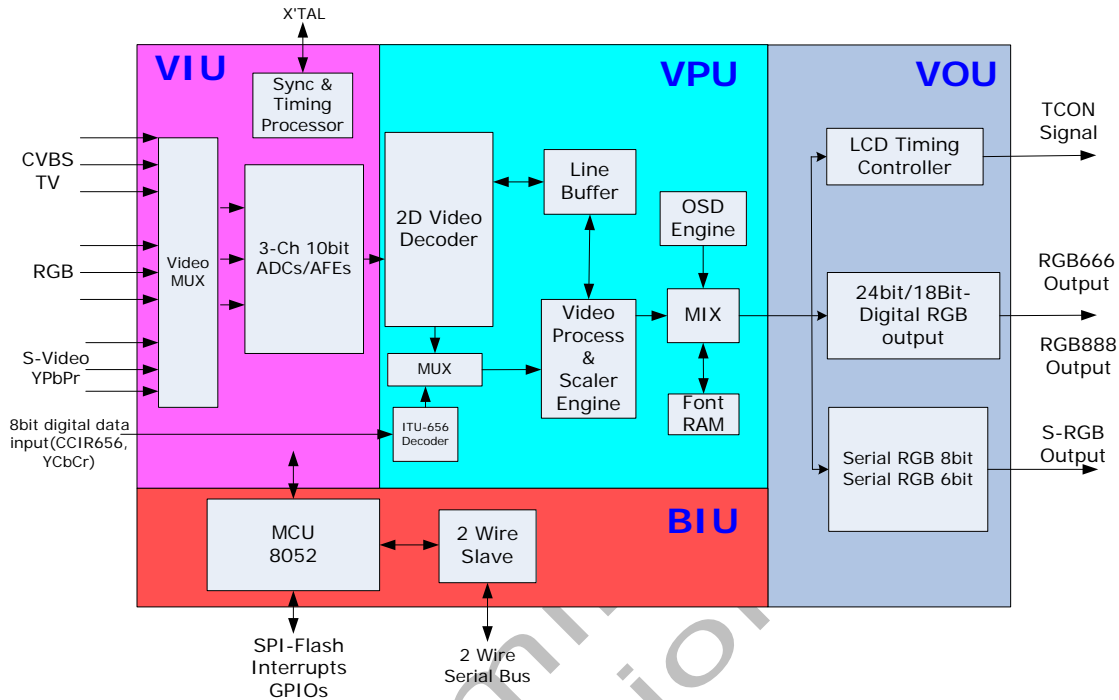 X'TAL
VIU
VPU
VOU
Sync &
Timing
Processor
TCON
Signal
CVBS
TV
RGB
S-Video
YPbPr
8bit digital data
input(CCIR656,
YCbCr)
Video
MUX
3-Ch 10bit
ADCs/AFEs
2D Video
Decoder
Line
Buffer
OSD
Engine
LCD Timing
Controller
MUX
ITU-656
Decoder
Video
Process
&
Scaler
Engine
MIX
Font
RAM
24bit/18Bit-
Digital RGB
output
RGB666
Output
RGB888
Output
Serial RGB 8bit
Serial RGB 6bit
S-RGB
Output
BIU
MCU
8052
2 Wire
Slave
SPI-Flash
Interrupts
GPIOs
2 Wire
Serial Bus